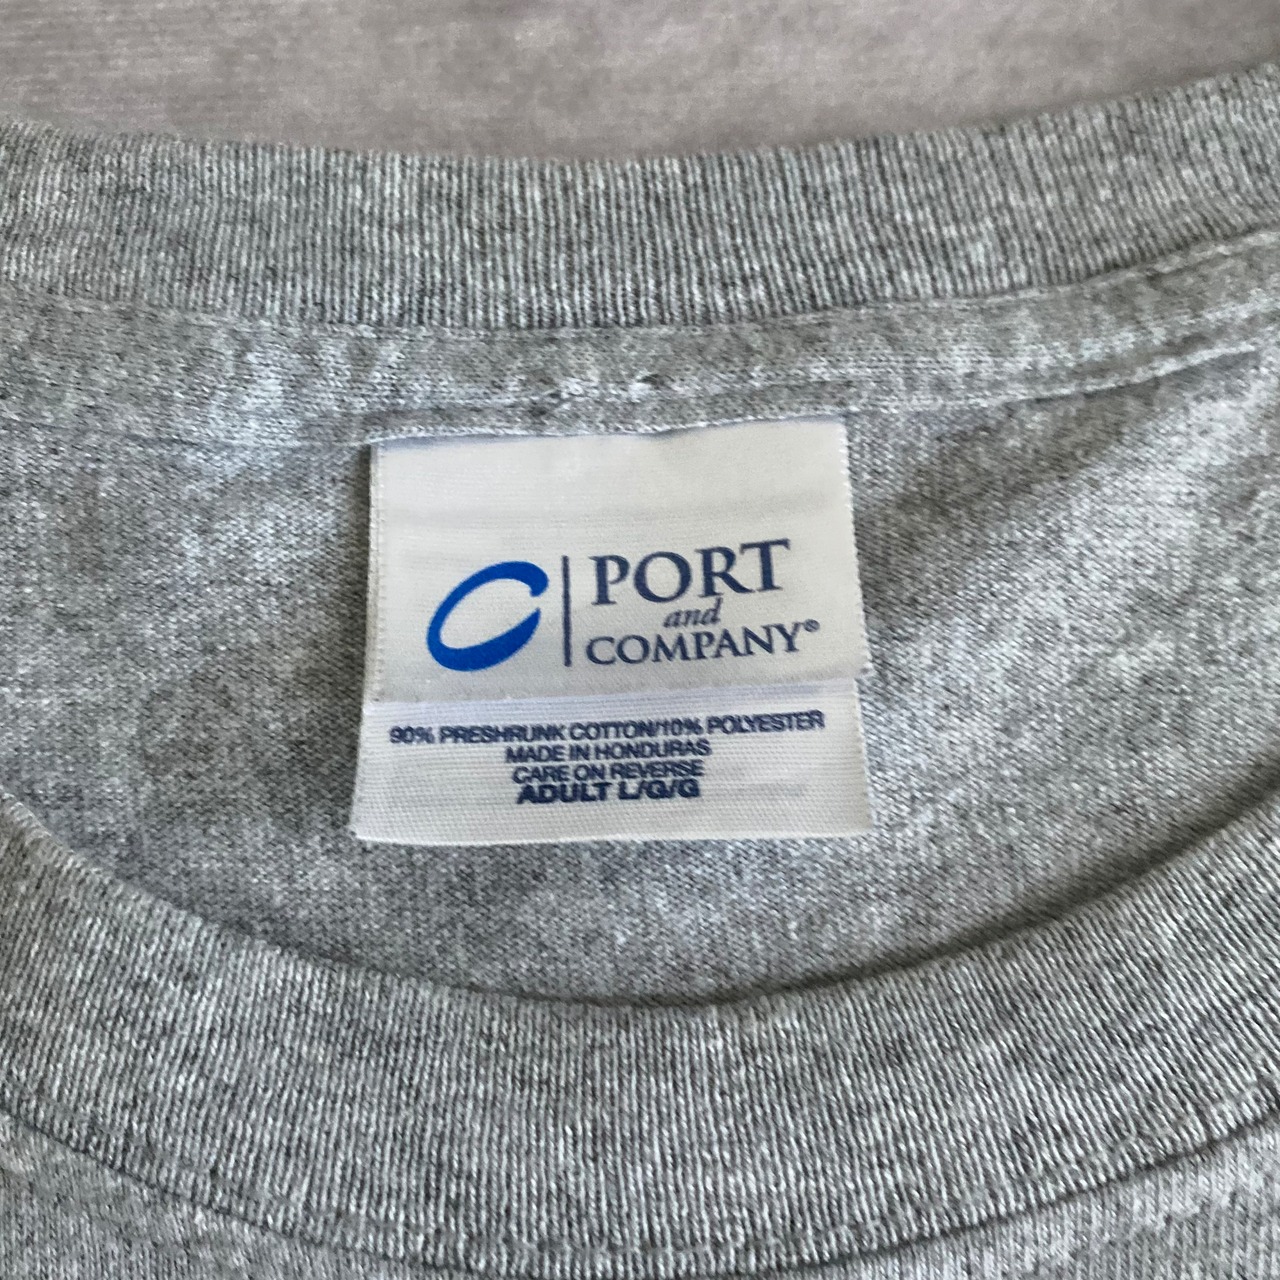 PORT
and
COMPANY®
90% PRESHRUNK COTTON/10% POLYESTER
MADE IN HONDURAS
CARE ON REVERSE
ADULT L/G/G